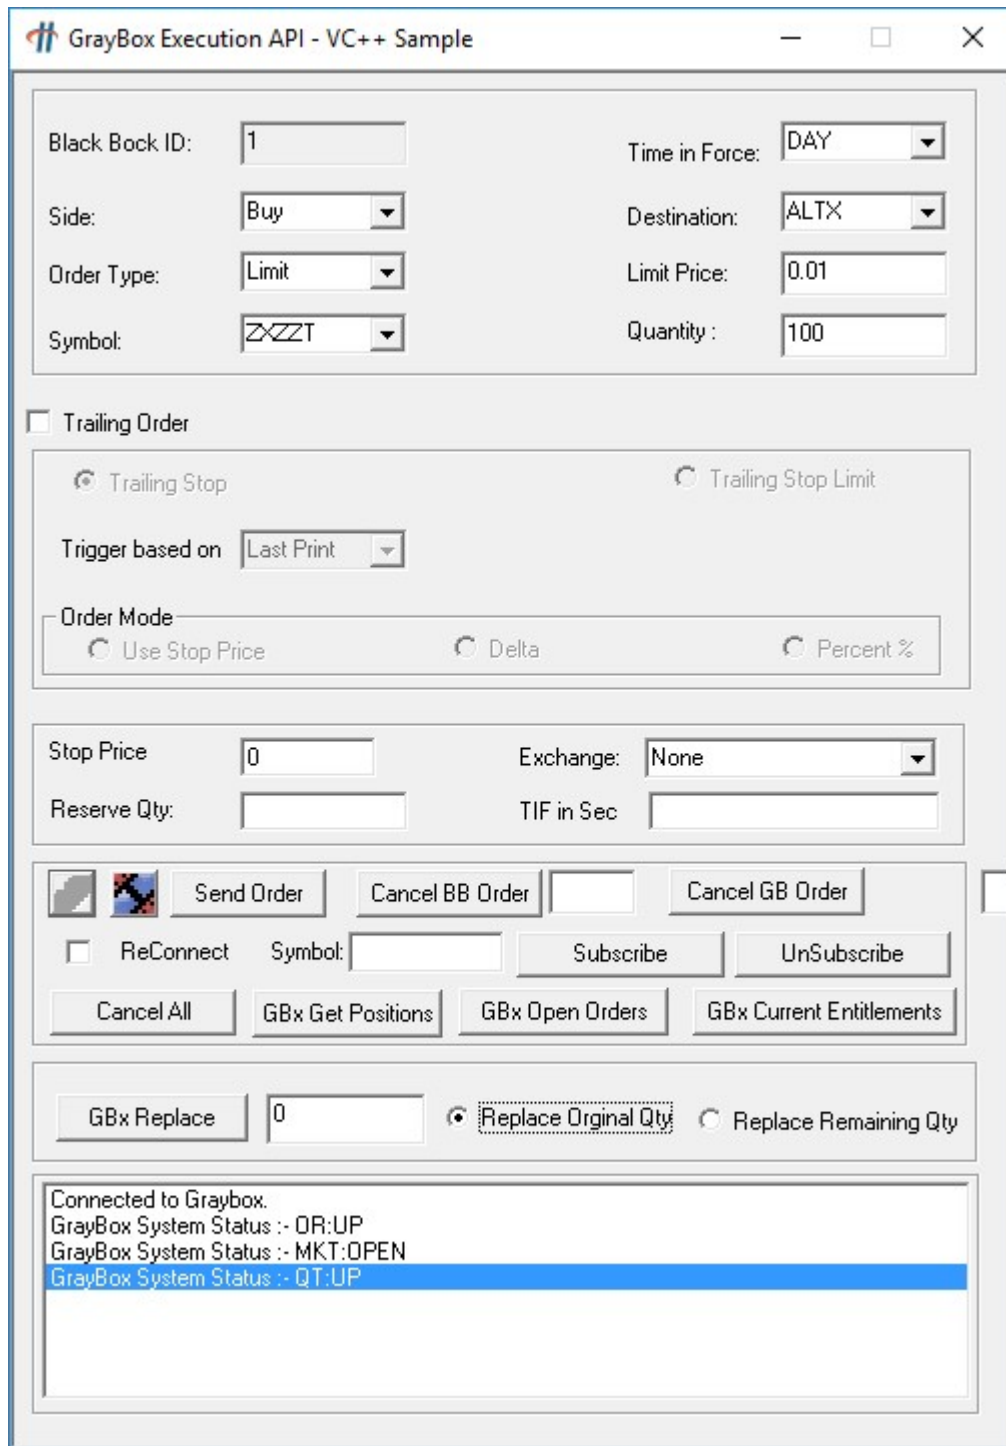 GrayBox Execution API - VC++ Sample
Black Bock ID: 1
Time in Force: DAY
Side: Buy
Destination: ALTX
Order Type: Limit
Limit Price: 0.01
Symbol: ZXZZT
Quantity : 100
Trailing Order
Trailing Stop
Trailing Stop Limit
Trigger based on Last Print
Order Mode
Use Stop Price
Delta
Percent %
Stop Price 0
Exchange: None
Reserve Qty:
TIF in Sec
Send Order
Cancel BB Order
Cancel GB Order
ReConnect
Symbol:
Subscribe
UnSubscribe
Cancel All
GBx Get Positions
GBx Open Orders
GBx Current Entitlements
GBx Replace
0
Replace Orginal Qty
Replace Remaining Qty
Connected to Graybox.
GrayBox System Status :- OR:UP
GrayBox System Status :- MKT:OPEN
GrayBox System Status :- QT:UP